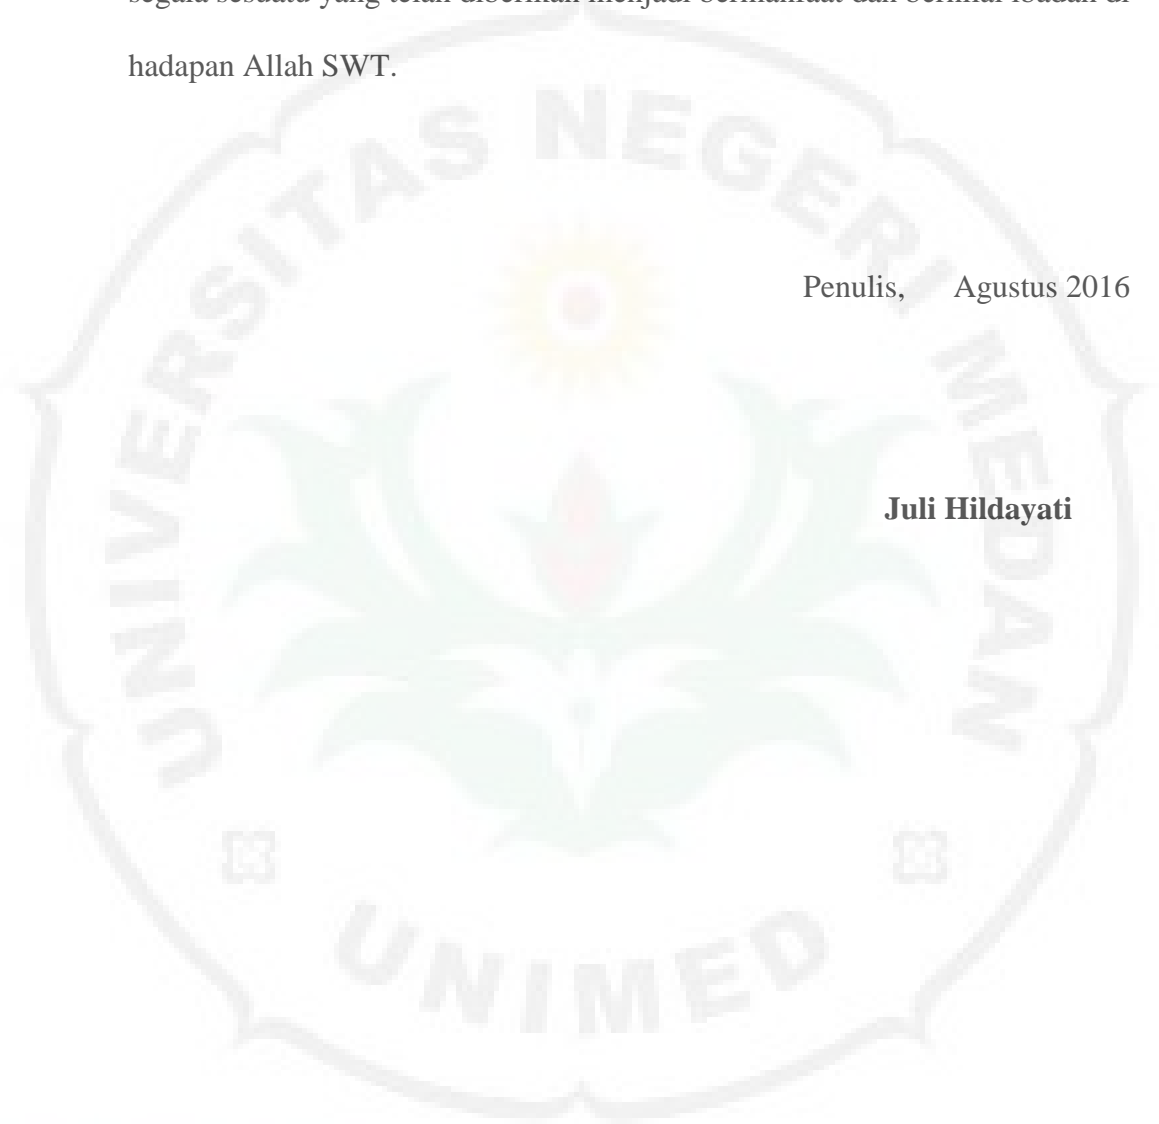 segala sesuatu yang telah diberikan menjadi bermanfaat dan bernilai ibadah di
hadapan Allah SWT.
UNIVERSITAS NEGERI MEDAN
Penulis, Agustus 2016
Juli Hildayati
UNIMED